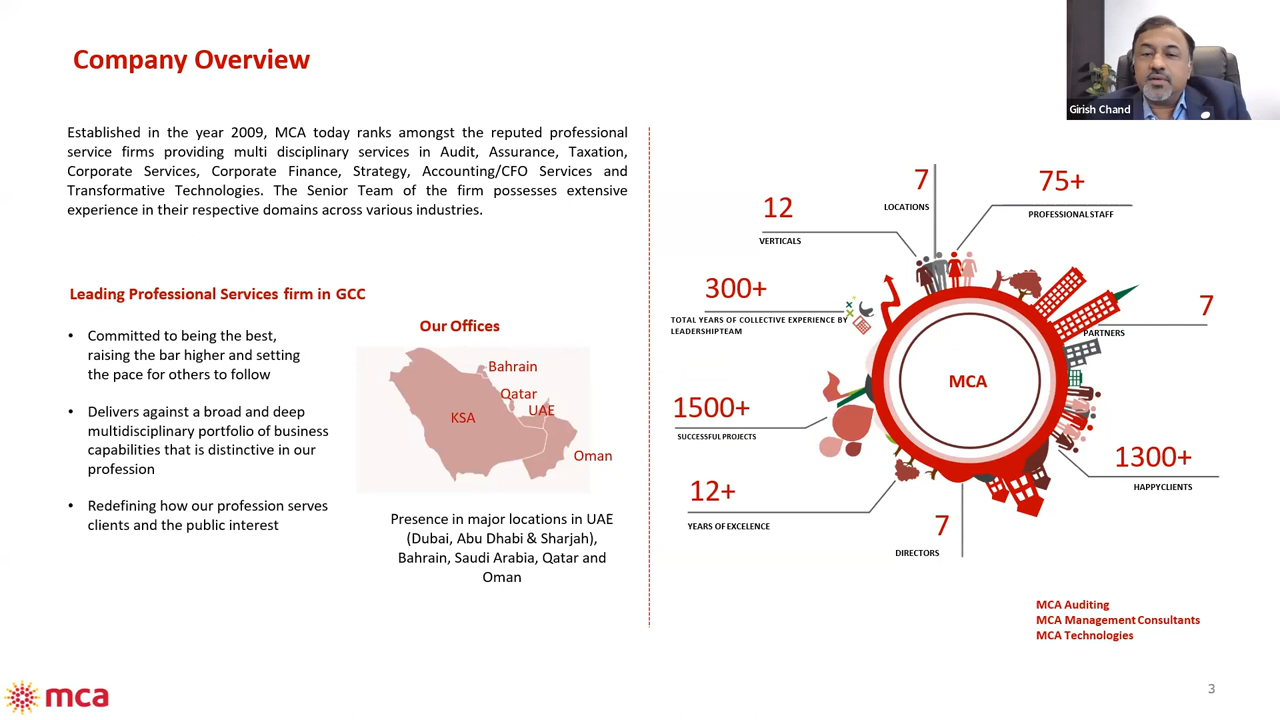 Company Overview
Girish Chand
Established in the year 2009, MCA today ranks amongst the reputed professional
service firms providing multi disciplinary services in Audit, Assurance, Taxation,
Corporate Services, Corporate Finance, Strategy, Accounting/CFO Services and
Transformative Technologies. The Senior Team of the firm possesses extensive
experience in their respective domains across various industries.
Leading Professional Services firm in GCC
• Committed to being the best,
raising the bar higher and setting
the pace for others to follow
• Delivers against a broad and deep
multidisciplinary portfolio of business
capabilities that is distinctive in our
profession
• Redefining how our profession serves
clients and the public interest
Our Offices
Bahrain
Qatar
UAE
KSA
Oman
Presence in major locations in UAE
(Dubai, Abu Dhabi & Sharjah),
Bahrain, Saudi Arabia, Qatar and
Oman
7
LOCATIONS
75+
PROFESSIONAL STAFF
12
VERTICALS
300+
TOTAL YEARS OF COLLECTIVE EXPERIENCE BY
LEADERSHIP TEAM
7
PARTNERS
MCA
1500+
SUCCESSFUL PROJECTS
1300+
HAPPY CLIENTS
12+
YEARS OF EXCELENCE
7
DIRECTORS
MCA Auditing
MCA Management Consultants
MCA Technologies
mca
3